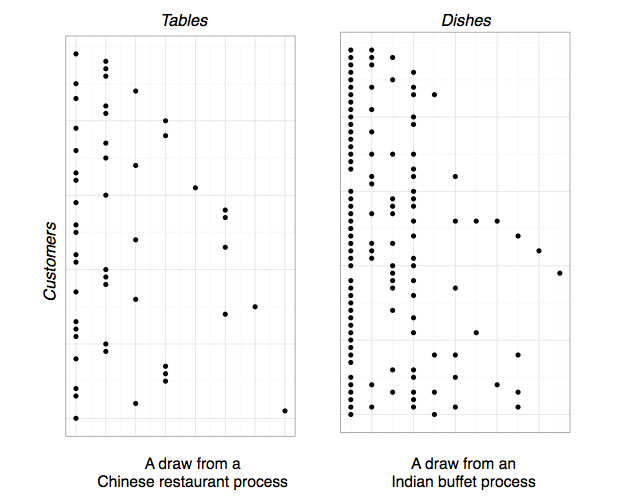 Tables
Dishes
Customers
A draw from a
Chinese restaurant process
A draw from an
Indian buffet process